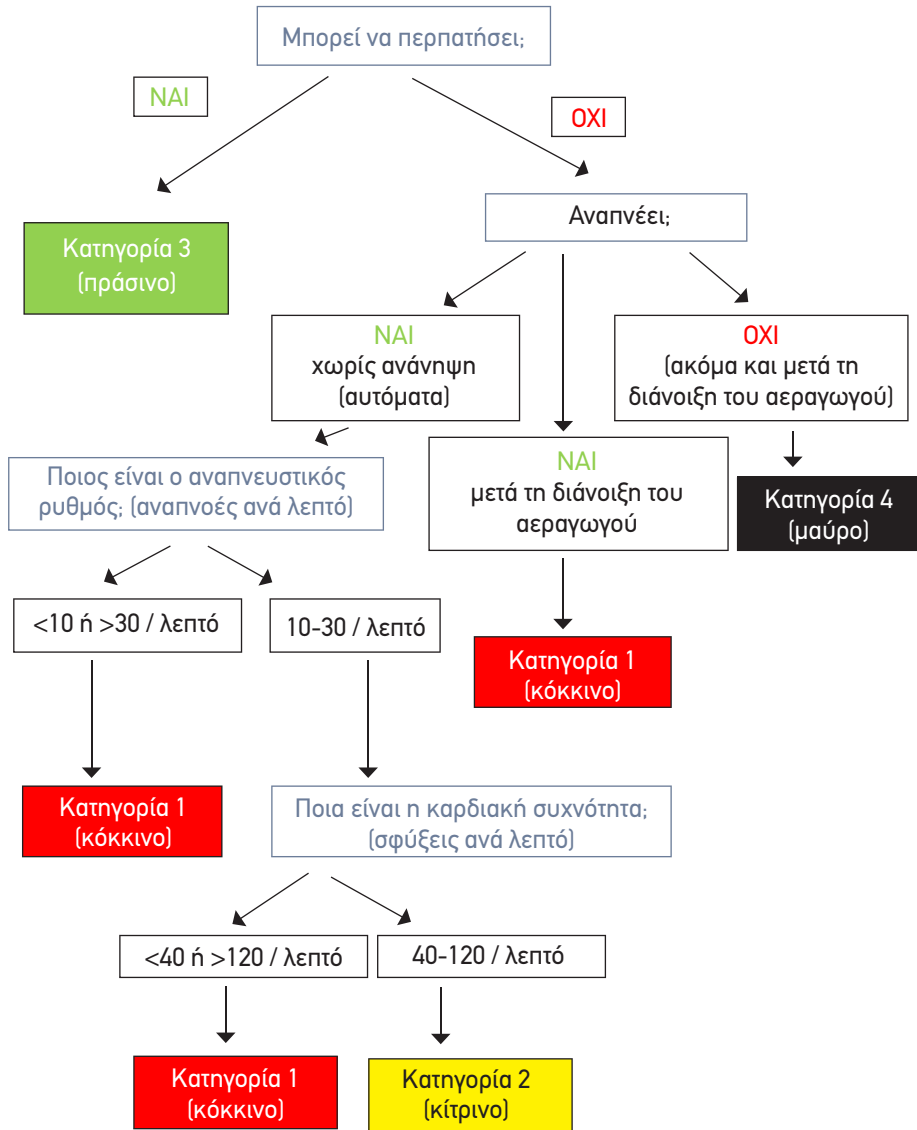 Μπορεί να περπατήσει;
ΝΑΙ
ΟΧΙ
Αναπνέει;
Κατηγορία 3
(πράσινο)
ΝΑΙ
χωρίς ανάνηψη
(αυτόματα)
ΟΧΙ
(ακόμα και μετά τη
διάνοιξη του αεραγωγού)
Ποιος είναι ο αναπνευστικός
ρυθμός; (αναπνοές ανά λεπτό)
ΝΑΙ
μετά τη διάνοιξη του
αεραγωγού
Κατηγορία 4
(μαύρο)
<10 ή >30 / λεπτό
10-30 / λεπτό
Κατηγορία 1
(κόκκινο)
Κατηγορία 1
(κόκκινο)
Ποια είναι η καρδιακή συχνότητα;
(σφύξεις ανά λεπτό)
<40 ή >120 / λεπτό
40-120 / λεπτό
Κατηγορία 1
(κόκκινο)
Κατηγορία 2
(κίτρινο)